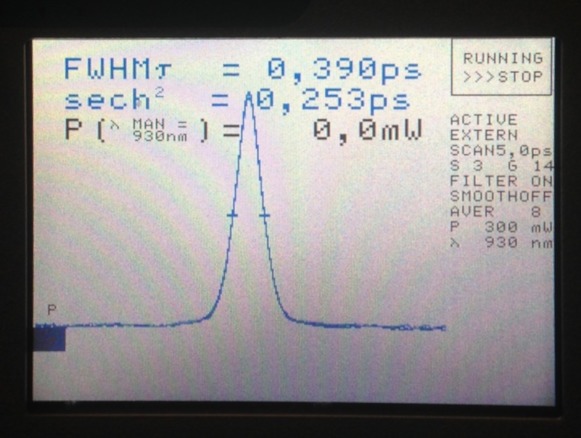 FWHMτ = 0,390ps
sech² = 0,253ps
P (λ MAN = 930nm) = 0,0mW
RUNNING
>>>STOP
ACTIVE
EXTERN
SCAN5,0ps
S 3 G 14
FILTER ON
SMOOTHOFF
AVER 8
P 300 mW
λ 930 nm
P